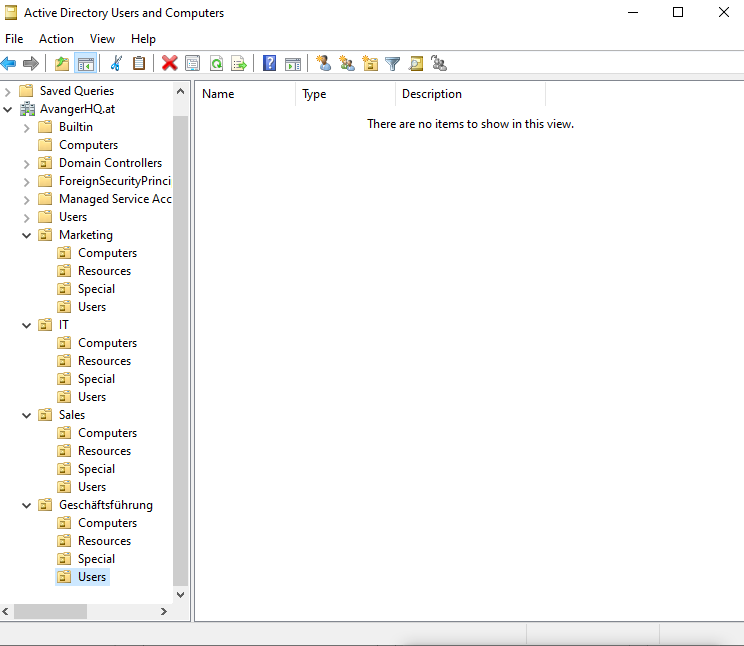 Active Directory Users and Computers
File Action View Help
Saved Queries
AvangerHQ.at
Builtin
Computers
Domain Controllers
ForeignSecurityPrinci
Managed Service Acc
Users
Marketing
Computers
Resources
Special
Users
IT
Computers
Resources
Special
Users
Sales
Computers
Resources
Special
Users
Geschäftsführung
Computers
Resources
Special
Users
Name Type Description
There are no items to show in this view.